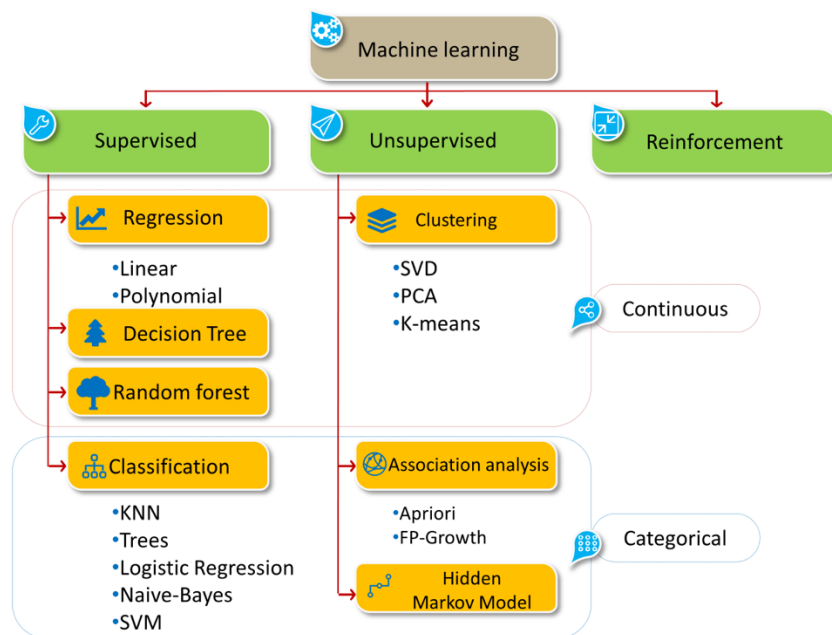 Machine learning
Supervised
Unsupervised
Reinforcement
Regression
•Linear
•Polynomial
Decision Tree
Random forest
Clustering
•SVD
•PCA
•K-means
Continuous
Classification
•KNN
•Trees
•Logistic Regression
•Naive-Bayes
•SVM
Association analysis
•Apriori
•FP-Growth
Hidden
Markov Model
Categorical